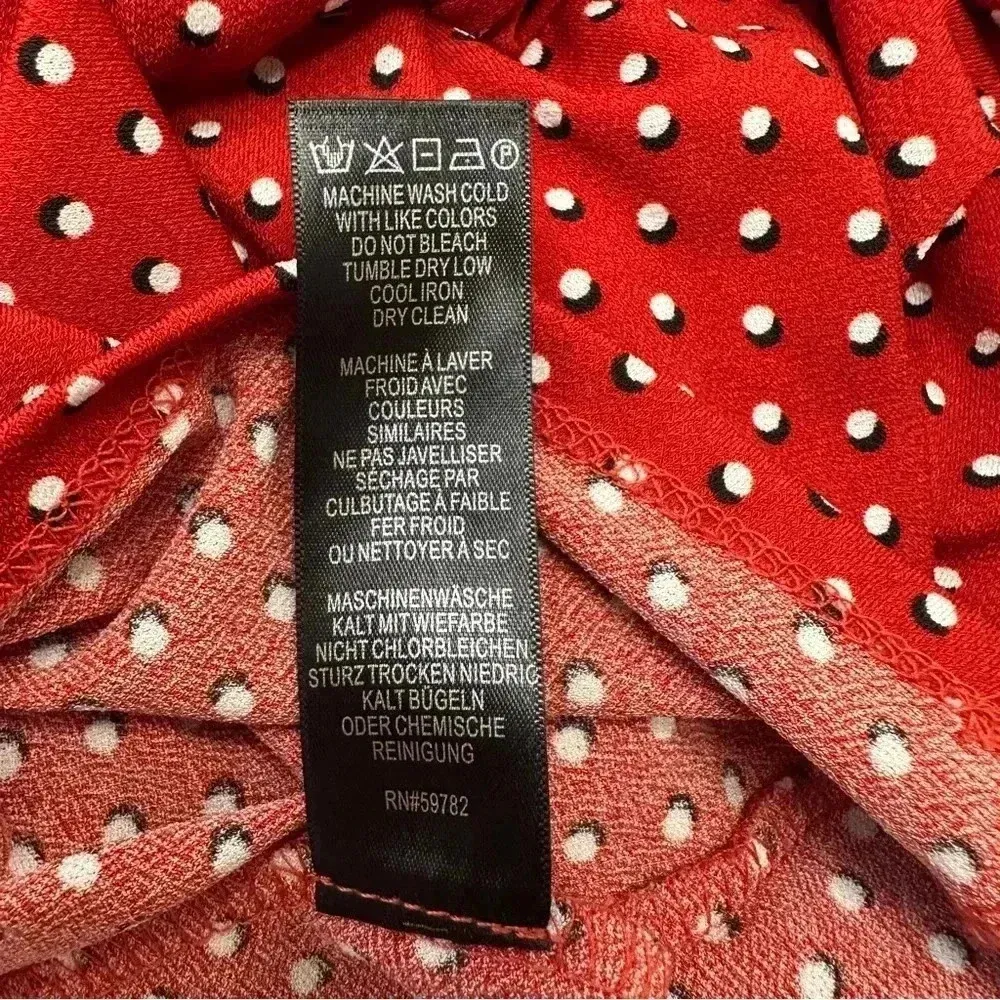 MACHINE WASH COLD
WITH LIKE COLORS
DO NOT BLEACH
TUMBLE DRY LOW
COOL IRON
DRY CLEAN
MACHINE À LAVER
FROID AVEC
COULEURS
SIMILAIRES
NE PAS JAVELLISER
SÉCHAGE PAR
CULBUTAGE À FAIBLE
FER FROID
OU NETTOYER À SEC
MASCHINENWÄSCHE
KALT MIT WIEFARBE
NICHT CHLORBLEICHEN
STURZ TROCKEN NIEDRIG
KALT BÜGELN
ODER CHEMISCHE
REINIGUNG
RN#59782